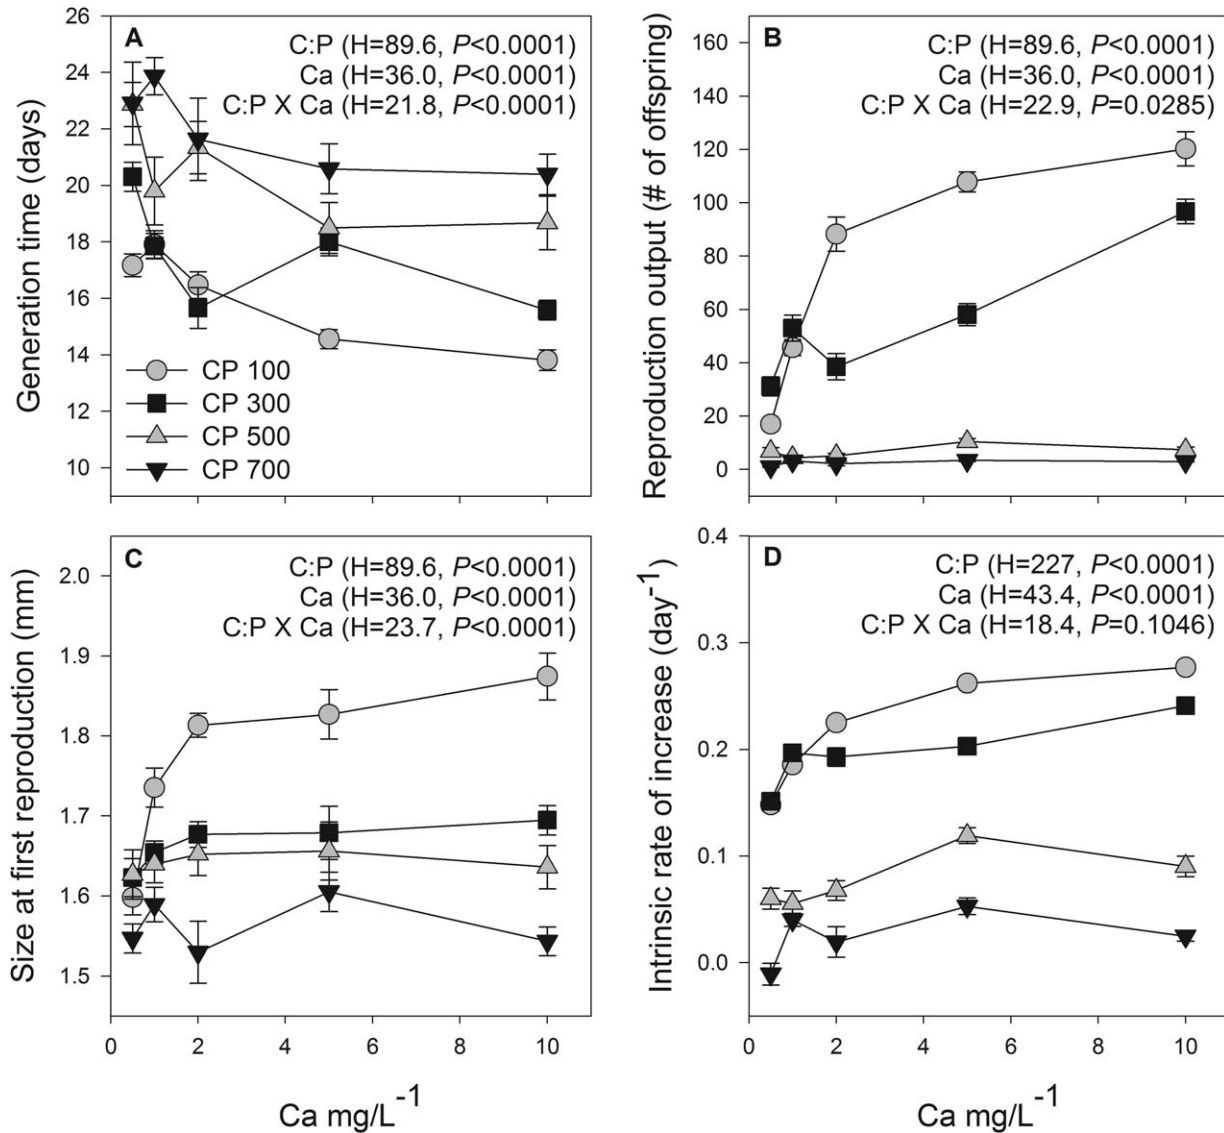 A
C:P (H=89.6, P<0.0001)
Ca (H=36.0, P<0.0001)
C:P X Ca (H=21.8, P<0.0001)
Generation time (days)
26
24
22
20
18
16
14
12
10
CP 100
CP 300
CP 500
CP 700
B
C:P (H=89.6, P<0.0001)
Ca (H=36.0, P<0.0001)
C:P X Ca (H=22.9, P=0.0285)
Reproduction output (# of offspring)
160
140
120
100
80
60
40
20
0
C
C:P (H=89.6, P<0.0001)
Ca (H=36.0, P<0.0001)
C:P X Ca (H=23.7, P<0.0001)
Size at first reproduction (mm)
2.0
1.9
1.8
1.7
1.6
1.5
0 2 4 6 8 10
Ca mg/L-1
D
C:P (H=227, P<0.0001)
Ca (H=43.4, P<0.0001)
C:P X Ca (H=18.4, P=0.1046)
Intrinsic rate of increase (day-1)
0.4
0.3
0.2
0.1
0.0
0 2 4 6 8 10
Ca mg/L-1